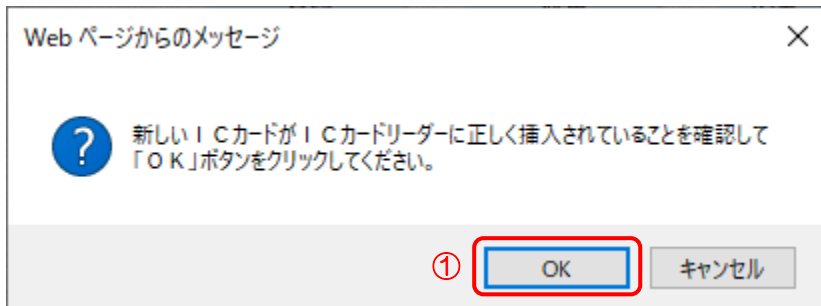 Web ページからのメッセージ
×
?
新しいＩＣカードがＩＣカードリーダーに正しく挿入されていることを確認して
「ＯＫ」ボタンをクリックしてください。
① OK キャンセル